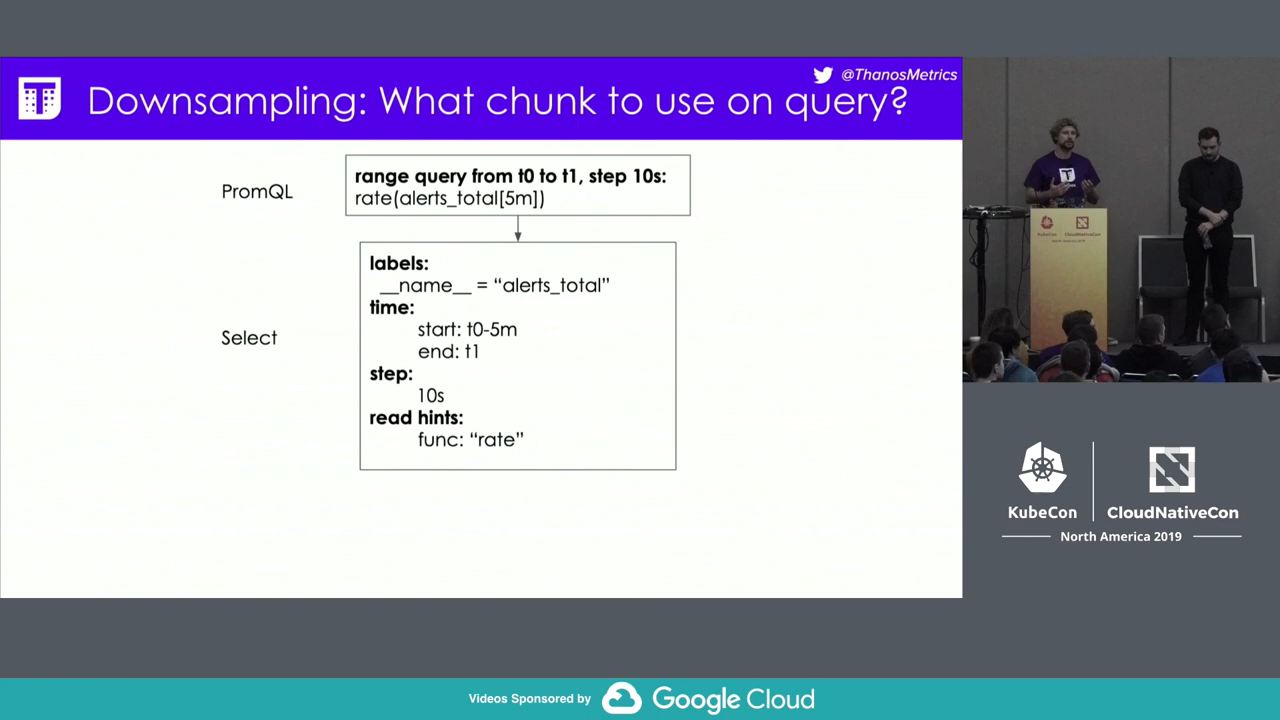 @ThanosMetrics
Downsampling: What chunk to use on query?
PromQL
range query from t0 to t1, step 10s:
rate(alerts_total[5m])
Select
labels:
__name__ = “alerts_total”
time:
start: t0-5m
end: t1
step:
10s
read hints:
func: “rate”
KubeCon
CloudNativeCon
KubeCon
CloudNativeCon
North America 2019
Videos Sponsored by
Google Cloud